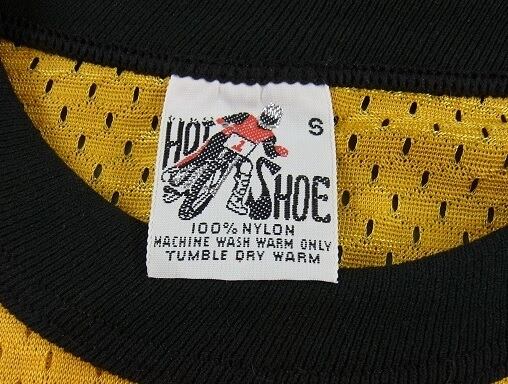 HOT
S
1
SHOE
100% NYLON
MACHINE WASH WARM ONLY
TUMBLE DRY WARM